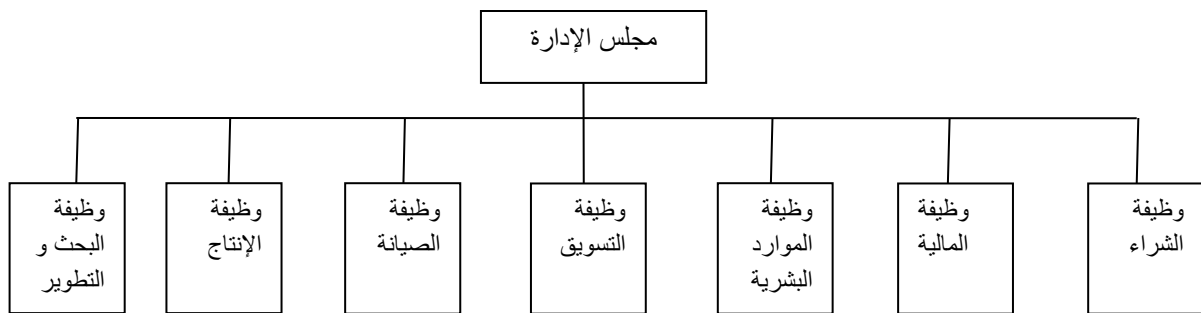 مجلس الإدارة
وظيفة
الشراء
وظيفة
المالية
وظيفة
الموارد
البشرية
وظيفة
التسويق
وظيفة
الصيانة
وظيفة
الإنتاج
وظيفة
البحث و
التطوير